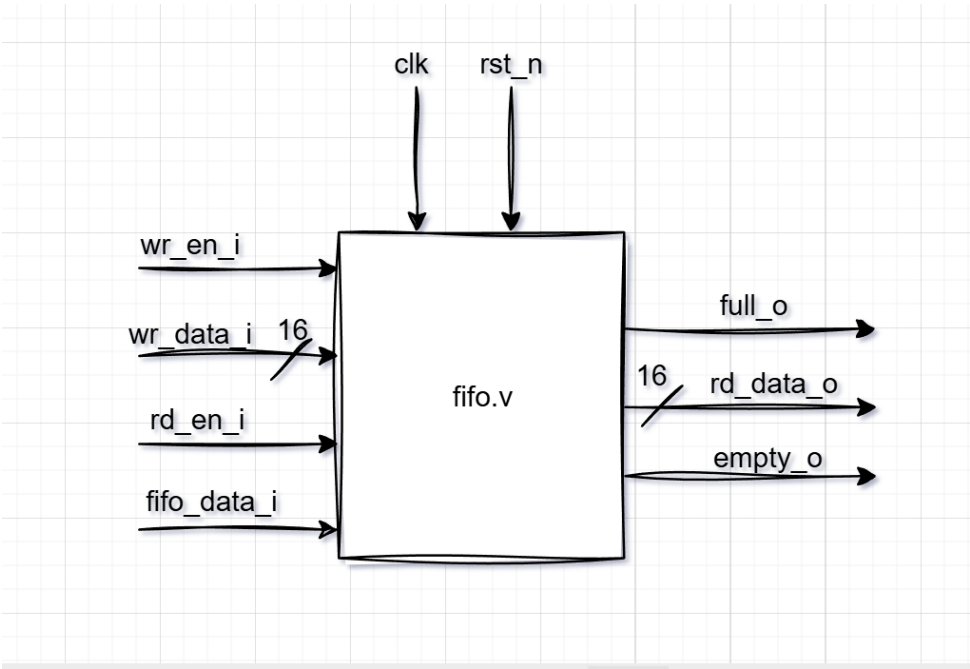 clk
rst_n
wr_en_i
wr_data_i
16
rd_en_i
fifo_data_i
fifo.v
full_o
16
rd_data_o
empty_o